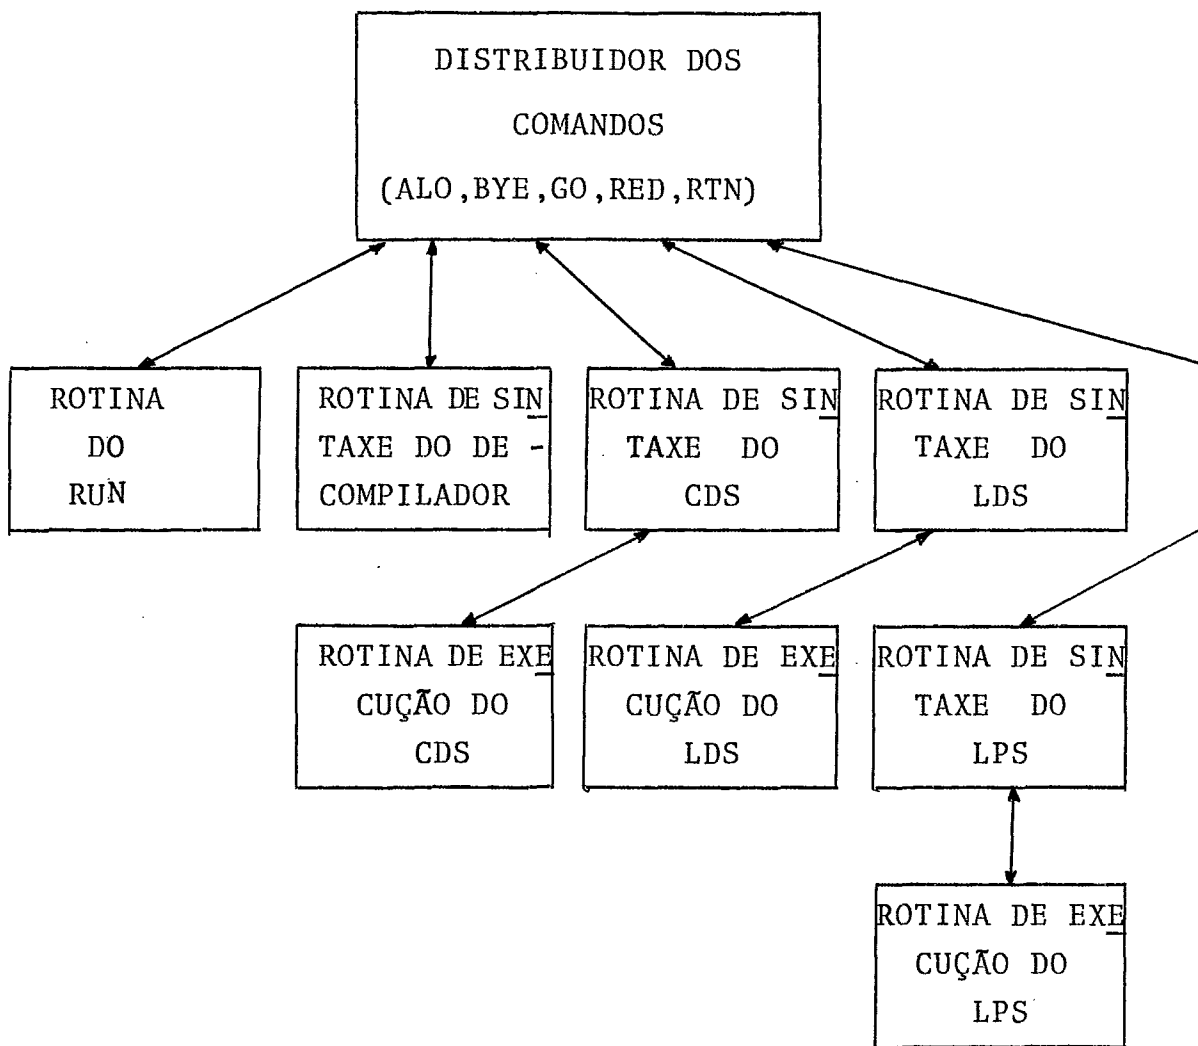 DISTRIBUIDOR DOS
COMANDOS
(ALO,BYE,GO,RED,RTN)
ROTINA
DO
RUN
ROTINA DE SIN
TAXE DO DE -
COMPILADOR
ROTINA DE SIN
TAXE DO
CDS
ROTINA DE SIN
TAXE DO
LDS
ROTINA DE EXE
CUÇÃO DO
CDS
ROTINA DE EXE
CUÇÃO DO
LDS
ROTINA DE SIN
TAXE DO
LPS
ROTINA DE EXE
CUÇÃO DO
LPS